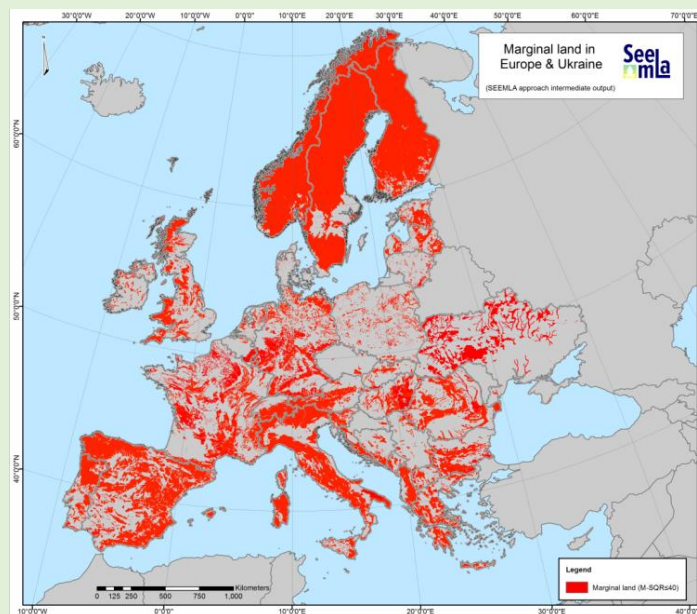 30°0'0"W 20°0'0"W 10°0'0"W 0°0'0"E 10°0'0"E 20°0'0"E 30°0'0"E 40°0'0"E 50°0'0"E 60°0'0"E 70°0'0
Marginal land in
Europe & Ukraine
(SEEMLA approach intermediate output)
See
mLa
60°0'0"N
50°0'0"N
40°0'0"N
Kilometers
0 125 250 500 750 1,000
Legend
Marginal land (M-SQR≤40)
10°0'0"W 0°0'0"E 10°0'0"E 20°0'0"E 30°0'0"E 40°0'0